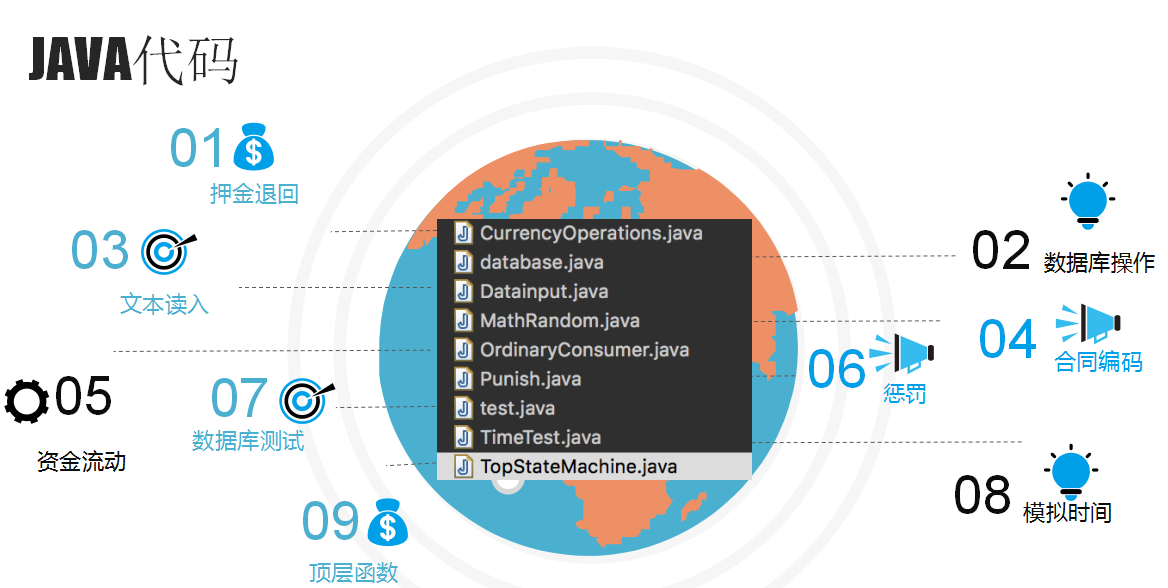 JAVA代码
01
押金退回
03
文本读入
05
资金流动
07
数据库测试
09
顶层函数
CurrencyOperations.java
database.java
Datainput.java
MathRandom.java
OrdinaryConsumer.java
Punish.java
test.java
TimeTest.java
TopStateMachine.java
02
数据库操作
04
合同编码
06
惩罚
08
模拟时间